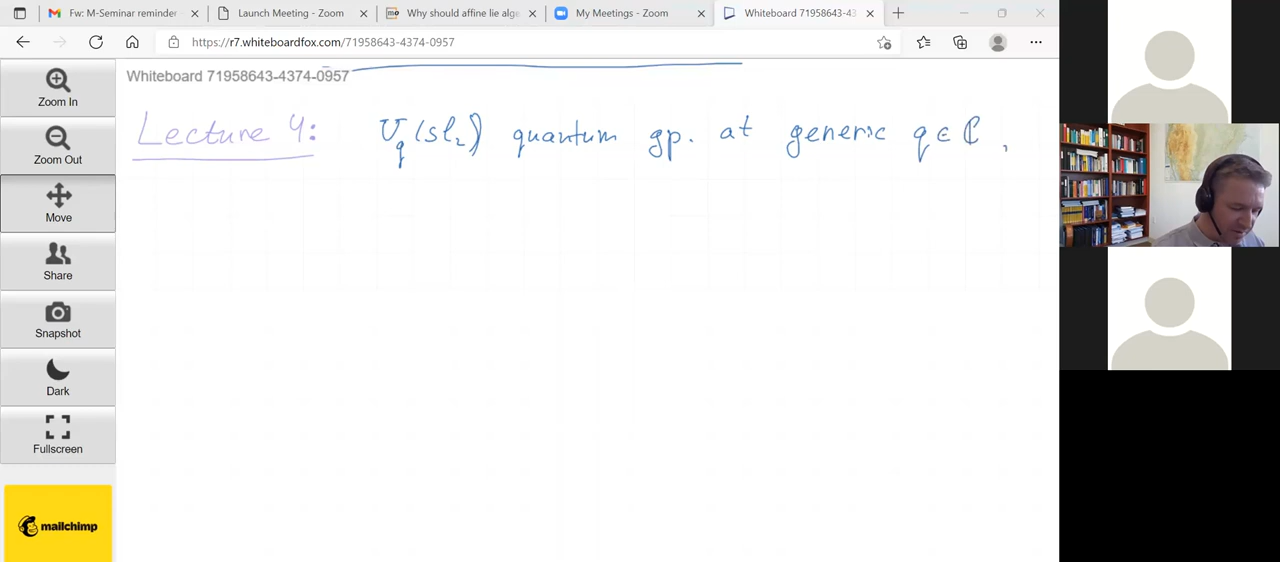 Fw: M-Seminar reminder
Launch Meeting - Zoom
Why should affine lie alge
My Meetings - Zoom
Whiteboard 71958643-43
https://r7.whiteboardfox.com/71958643-4374-0957
Whiteboard 71958643-4374-0957
Zoom In
Zoom Out
Move
Share
Snapshot
Dark
Fullscreen
mailchimp
Lecture 4: U_q(sl_2) quantum gp. at generic q ∈ ℂ,